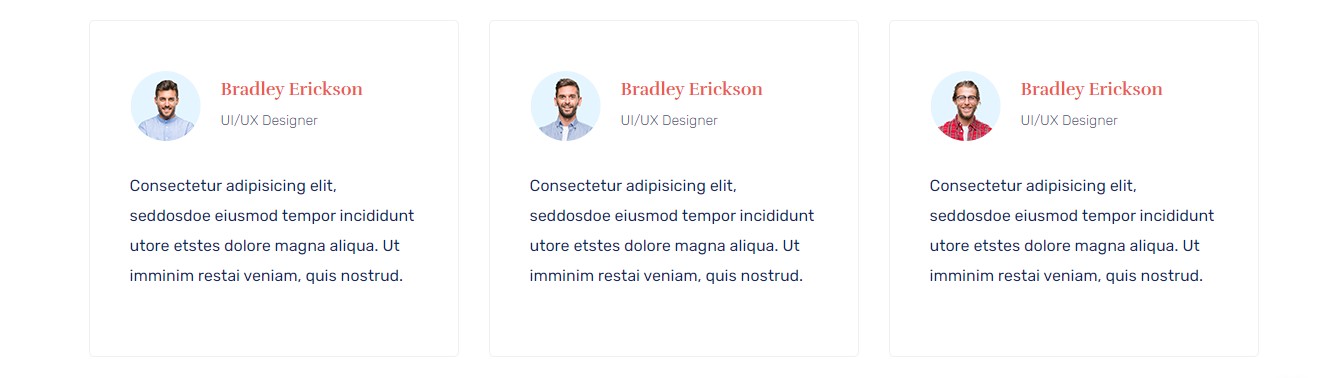 Bradley Erickson
UI/UX Designer
Consectetur adipisicing elit,
seddosdoe eiusmod tempor incididunt
utore etstes dolore magna aliqua. Ut
imminim restai veniam, quis nostrud.
Bradley Erickson
UI/UX Designer
Consectetur adipisicing elit,
seddosdoe eiusmod tempor incididunt
utore etstes dolore magna aliqua. Ut
imminim restai veniam, quis nostrud.
Bradley Erickson
UI/UX Designer
Consectetur adipisicing elit,
seddosdoe eiusmod tempor incididunt
utore etstes dolore magna aliqua. Ut
imminim restai veniam, quis nostrud.